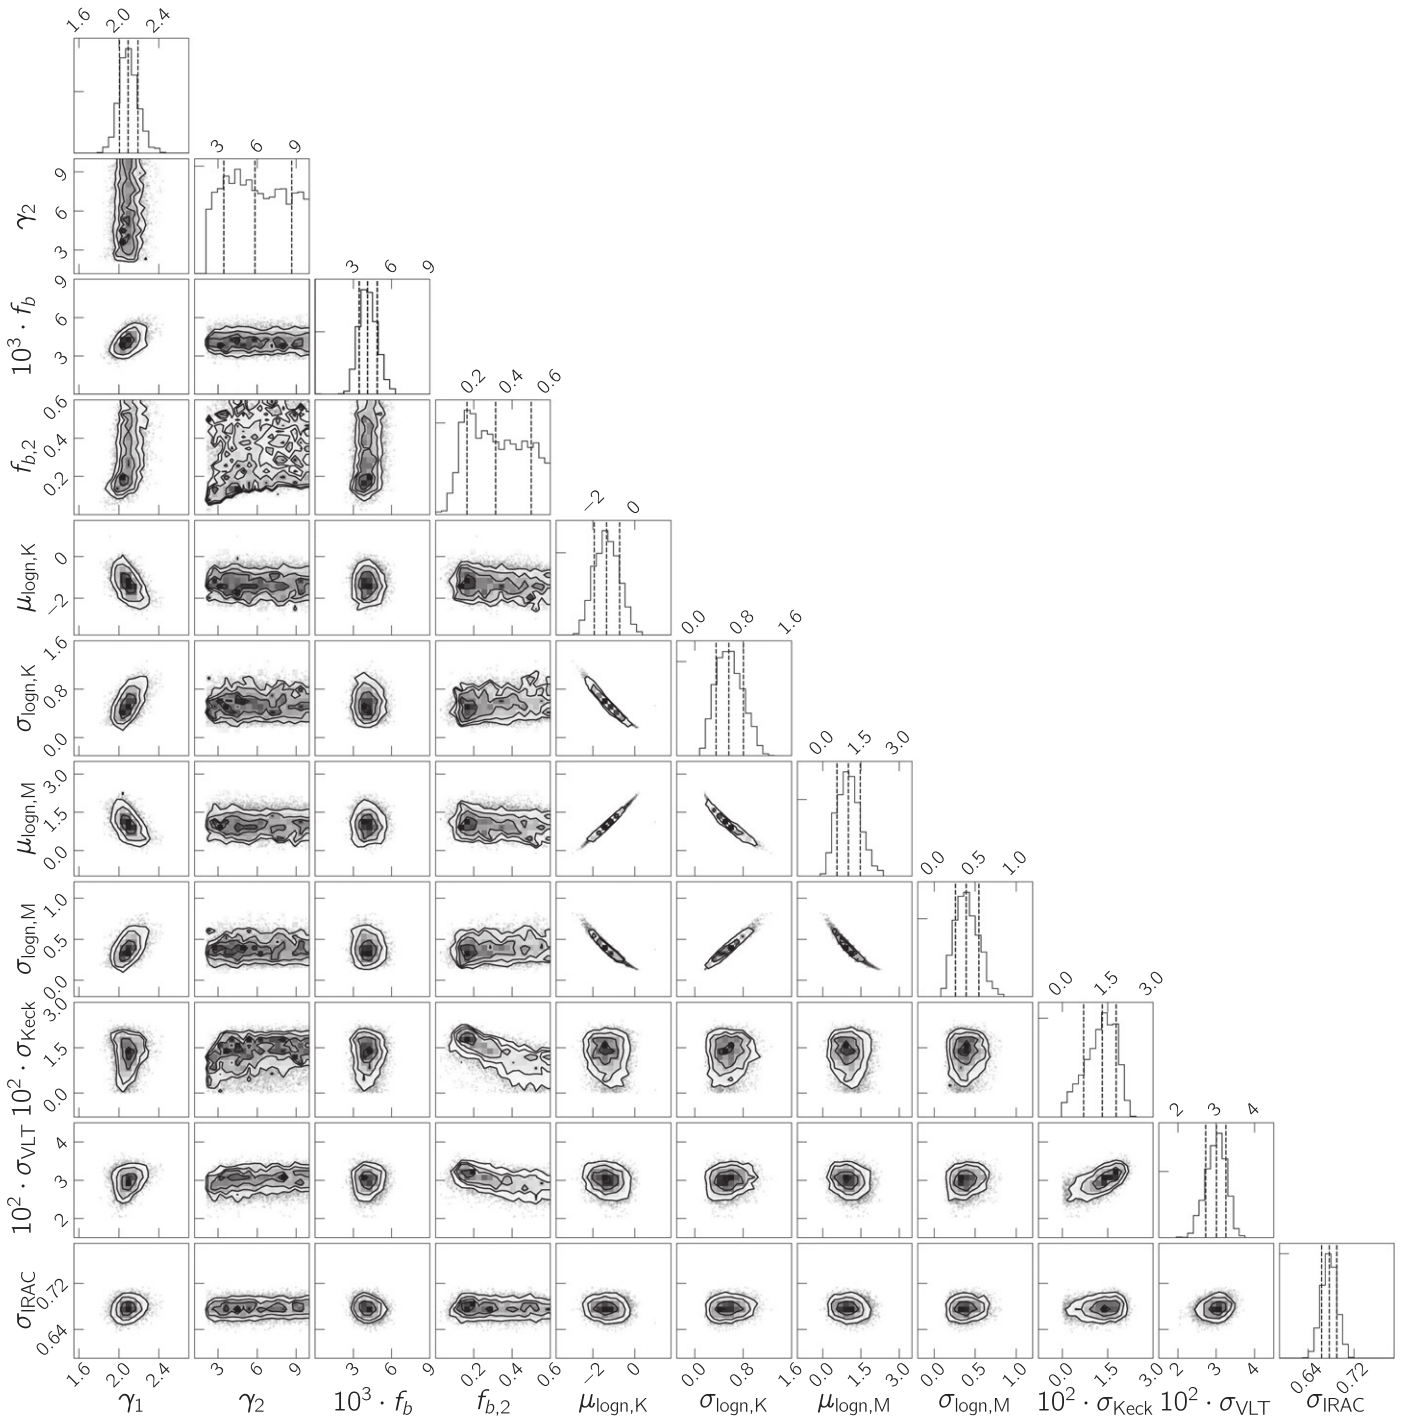 1.6 2.0 2.4
3 6 9
γ2 3 6 9
3 6 9
10³ · fb 3 6 9
0.2 0.4 0.6
fb,2 0.2 0.4 0.6
−2 0
μlogn,K −2 0
0.0 0.8 1.6
σlogn,K 0.0 0.8 1.6
0.0 1.5 3.0
μlogn,M 0.0 1.5 3.0
0.0 0.5 1.0
σlogn,M 0.0 0.5 1.0
0.0 1.5 3.0
10² · σKeck 0.0 1.5 3.0
2 3 4
10² · σVLT 2 3 4
σIRAC 0.64 0.72
1.6 2.0 2.4 3 6 9 3 6 9 0.2 0.4 0.6 −2 0 0.0 0.8 1.6 0.0 1.5 3.0 0.0 0.5 1.0 0.0 1.5 3.0 2 3 4 0.64 0.72
γ1 γ2 10³ · fb fb,2 μlogn,K σlogn,K μlogn,M σlogn,M 10² · σKeck 10² · σVLT σIRAC